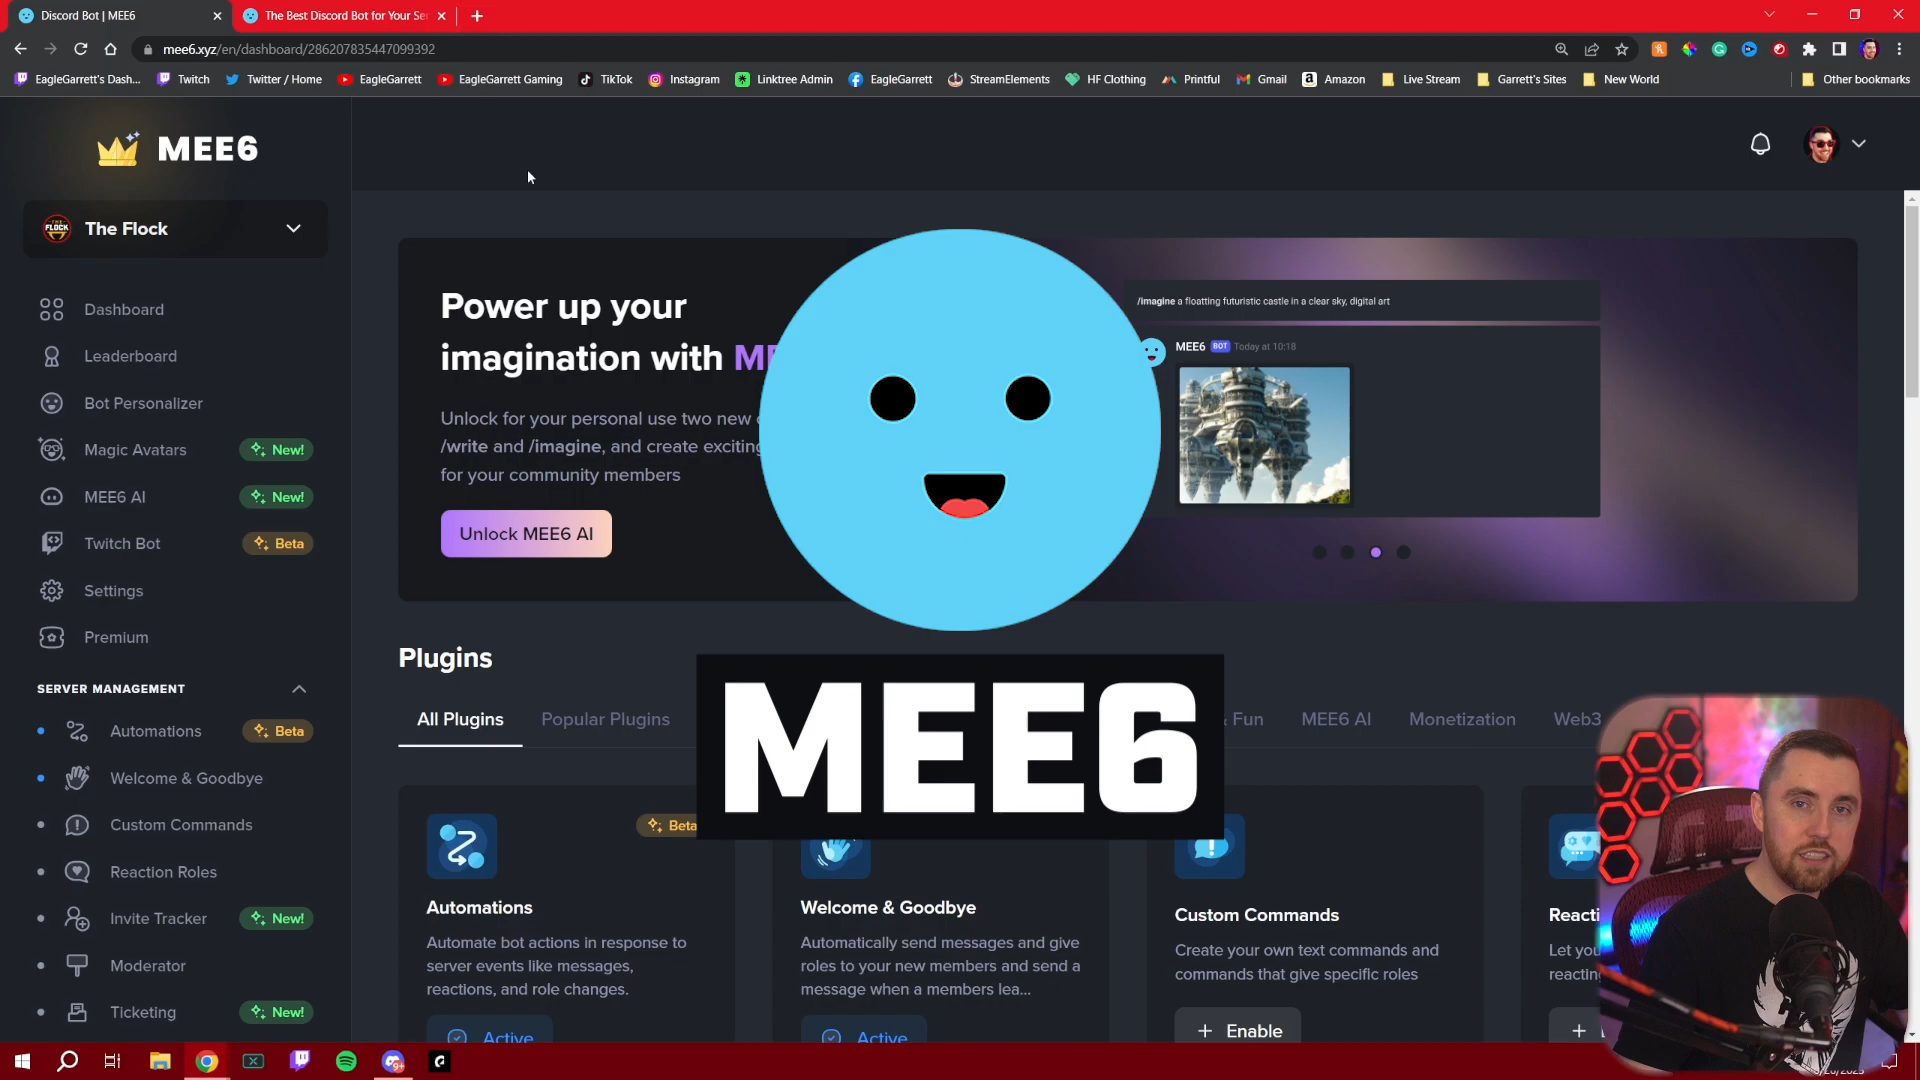 Discord Bot | MEE6
The Best Discord Bot for Your Se
mee6.xyz/en/dashboard/286207835447099392
EagleGarrett's Dash...
Twitch
Twitter / Home
EagleGarrett
EagleGarrett Gaming
TikTok
Instagram
Linktree Admin
EagleGarrett
StreamElements
HF Clothing
Printful
Gmail
Amazon
Live Stream
Garrett's Sites
New World
Other bookmarks
MEE6
THE FLOCK
The Flock
Dashboard
Leaderboard
Bot Personalizer
Magic Avatars
New!
MEE6 AI
New!
Twitch Bot
Beta
Settings
Premium
SERVER MANAGEMENT
Automations
Beta
Welcome & Goodbye
Custom Commands
Reaction Roles
Invite Tracker
New!
Moderator
Ticketing
New!
Power up your
imagination with ME
Unlock for your personal use two new
/write and /imagine, and create exciting
for your community members
Unlock MEE6 AI
/imagine a floatting futuristic castle in a clear sky, digital art
MEE6 BOT Today at 10:18
MEE6
Plugins
All Plugins
Popular Plugins
& Fun
MEE6 AI
Monetization
Web3
Beta
Automations
Automate bot actions in response to
server events like messages,
reactions, and role changes.
Active
Welcome & Goodbye
Automatically send messages and give
roles to your new members and send a
message when a members lea...
Active
Custom Commands
Create your own text commands and
commands that give specific roles
+ Enable
Reacti
Let you
reacting
+